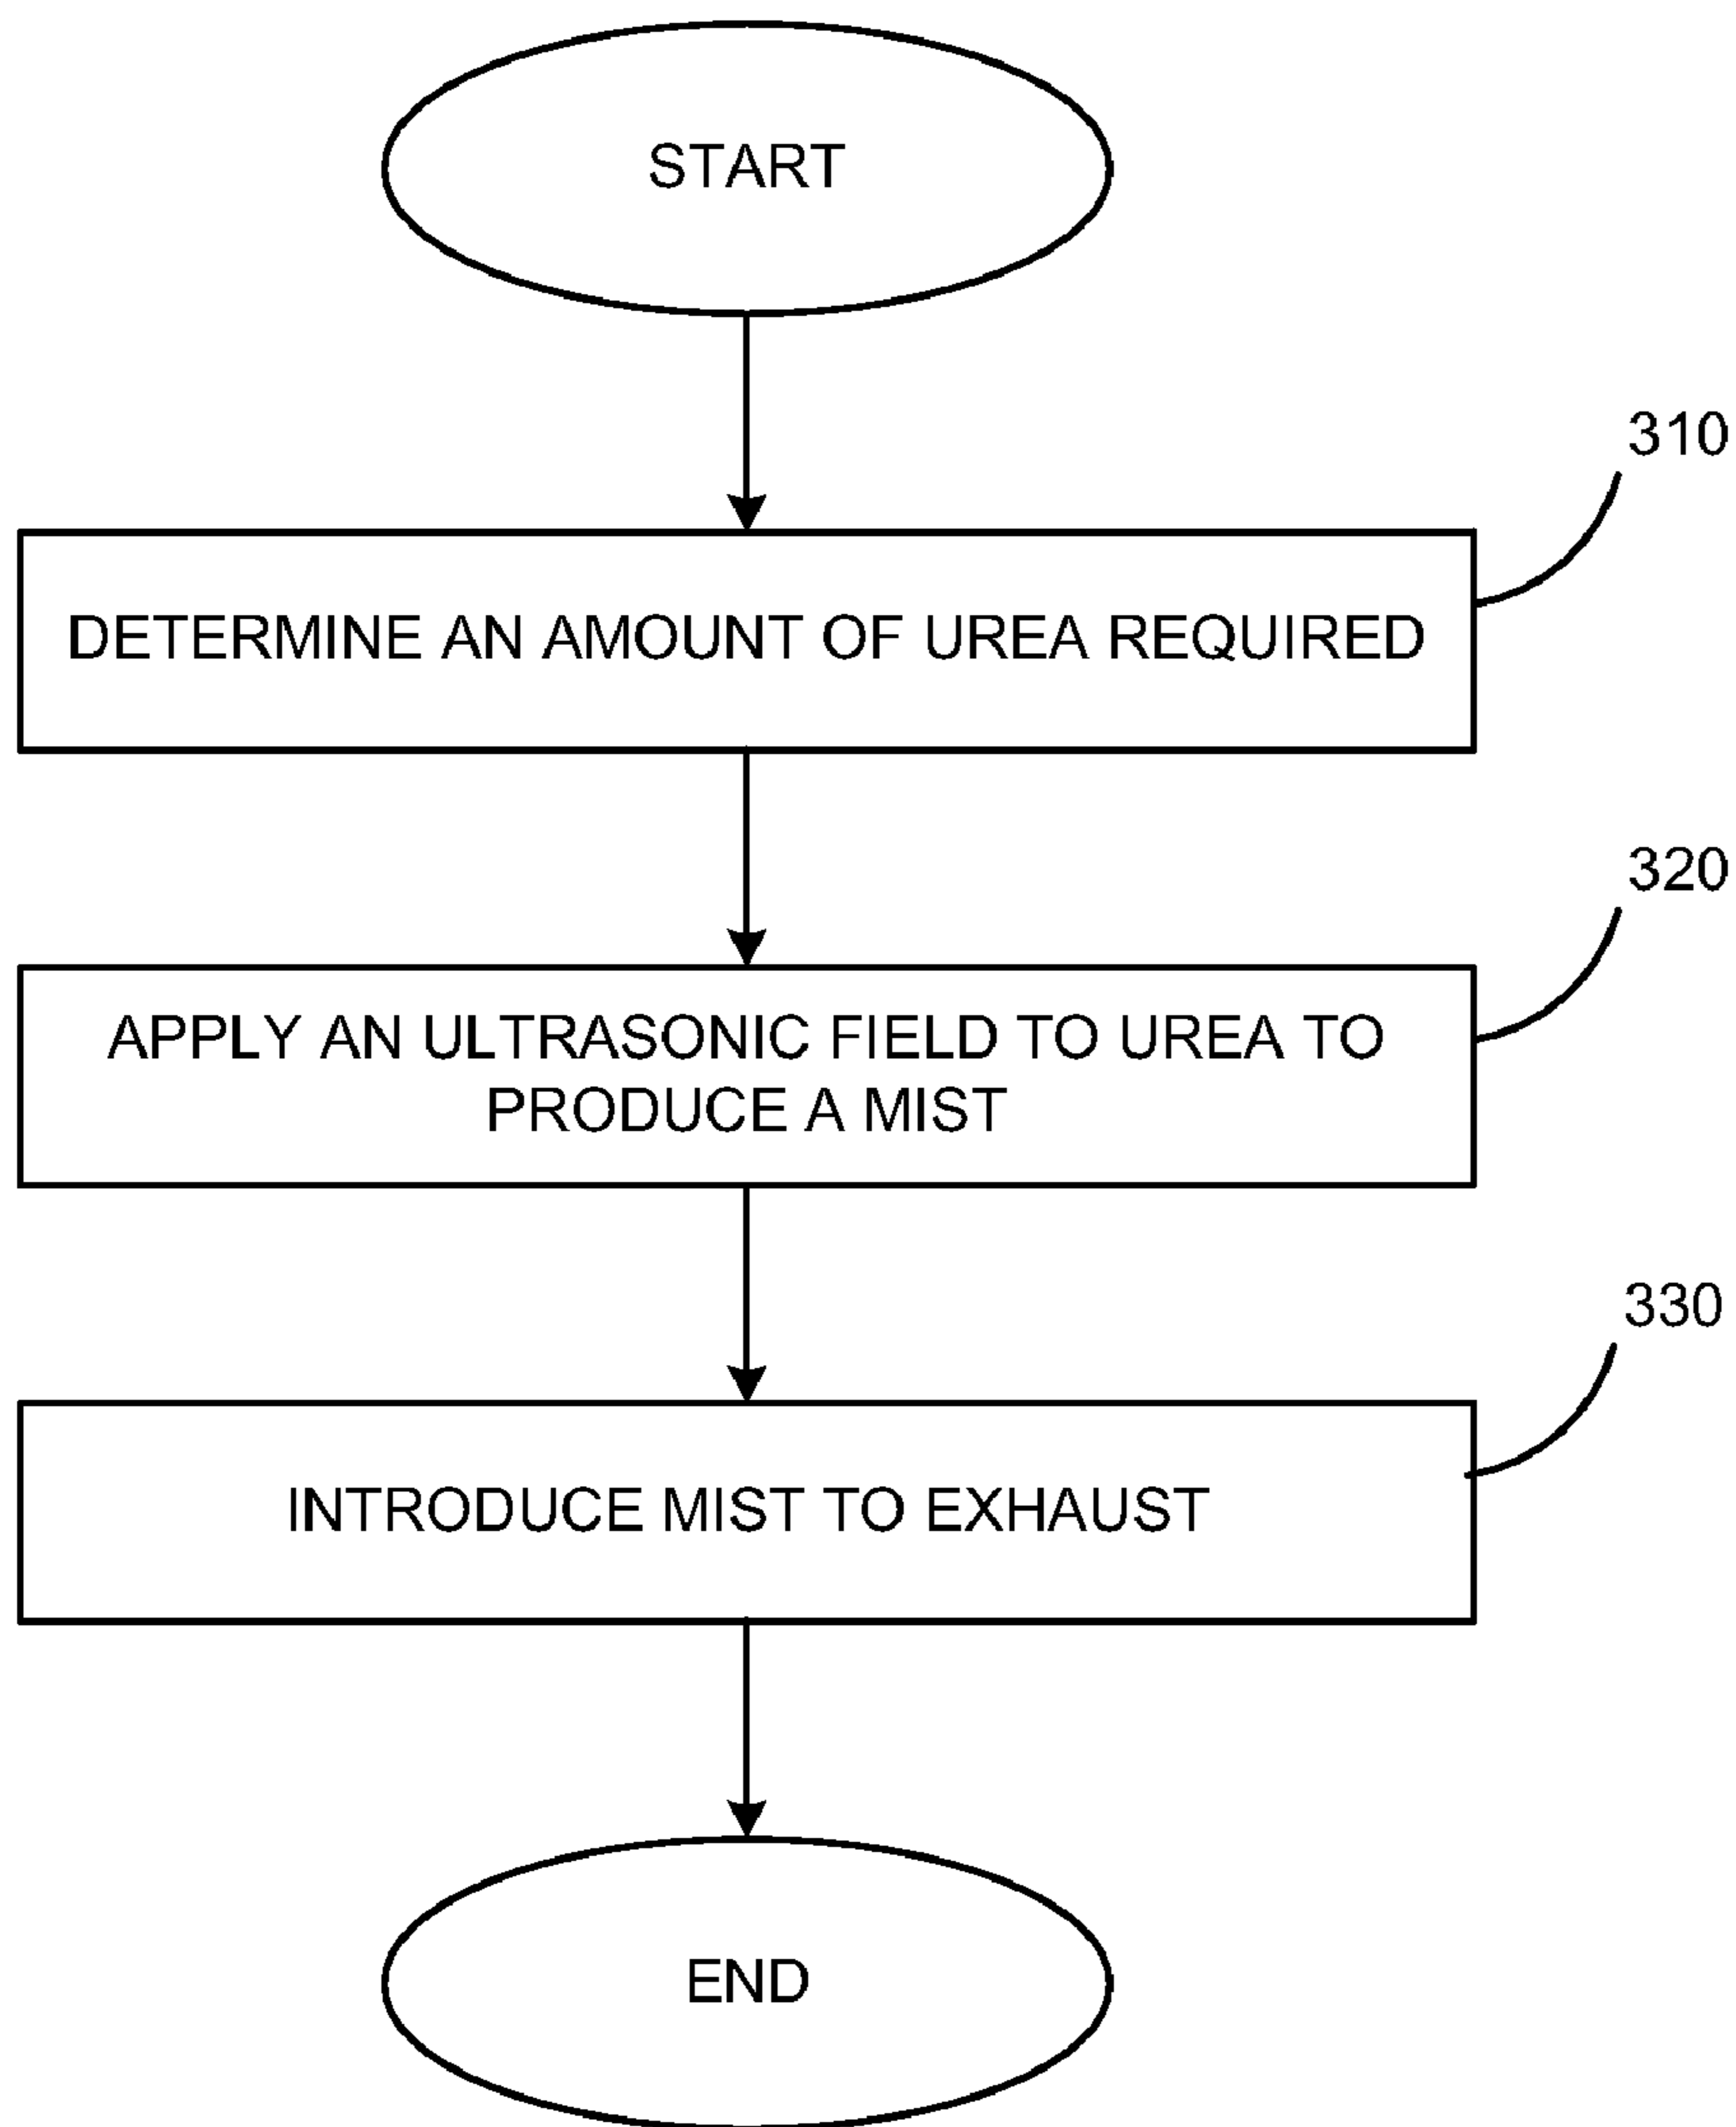 START
310
DETERMINE AN AMOUNT OF UREA REQUIRED
320
APPLY AN ULTRASONIC FIELD TO UREA TO
PRODUCE A MIST
330
INTRODUCE MIST TO EXHAUST
END